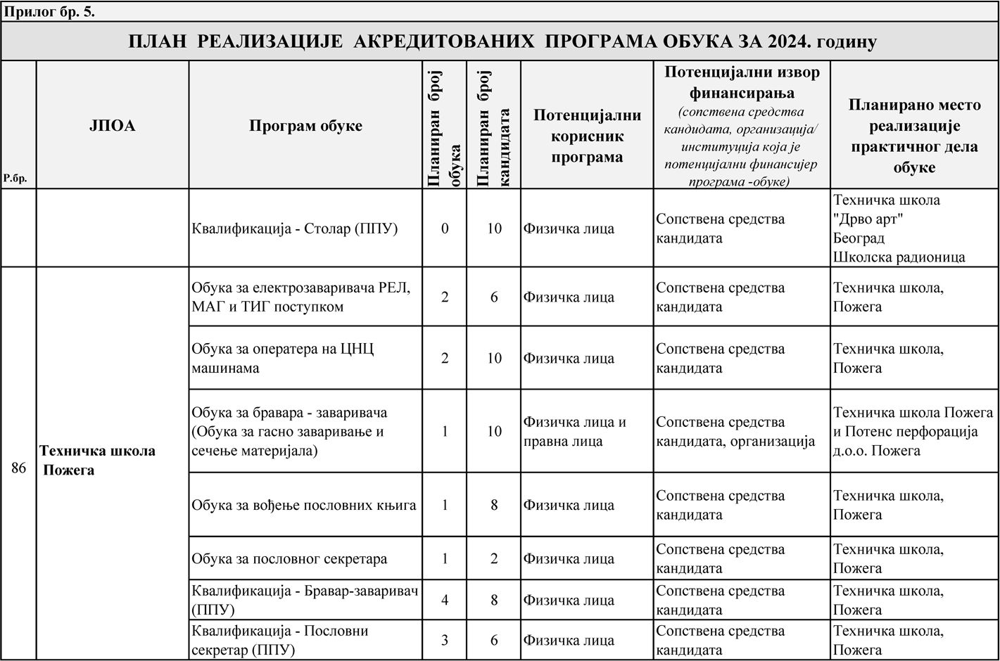 Прилог бр. 5.
ПЛАН РЕАЛИЗАЦИЈЕ АКРЕДИТОВАНИХ ПРОГРАМА ОБУКА ЗА 2024. годину
Р.бр.
ЈПОА
Програм обуке
Планиран број
обука
Планиран број
кандидата
Потенцијални
корисник
програма
Потенцијални извор
финансирања
(сопствена средства
кандидата, организација/
институција која је
потенцијални финансијер
програма -обуке)
Планирано место
реализације
практичног дела
обуке
Квалификација - Столар (ППУ)
0
10
Физичка лица
Сопствена средства
кандидата
Техничка школа
"Дрво арт"
Београд
Школска радионица
86
Техничка школа
Пожега
Обука за електрозаваривача РЕЛ,
МАГ и ТИГ поступком
2
6
Физичка лица
Сопствена средства
кандидата
Техничка школа,
Пожега
Обука за оператера на ЦНЦ
машинама
2
10
Физичка лица
Сопствена средства
кандидата
Техничка школа,
Пожега
Обука за бравара - заваривача
(Обука за гасно заваривање и
сечење материјала)
1
10
Физичка лица и
правна лица
Сопствена средства
кандидата, организација
Техничка школа Пожега
и Потенс перфорација
д.о.о. Пожега
Обука за вођење пословних књига
1
8
Физичка лица
Сопствена средства
кандидата
Техничка школа,
Пожега
Обука за пословног секретара
1
2
Физичка лица
Сопствена средства
кандидата
Техничка школа,
Пожега
Квалификација - Бравар-заваривач
(ППУ)
4
8
Физичка лица
Сопствена средства
кандидата
Техничка школа,
Пожега
Квалификација - Пословни
секретар (ППУ)
3
6
Физичка лица
Сопствена средства
кандидата
Техничка школа,
Пожега